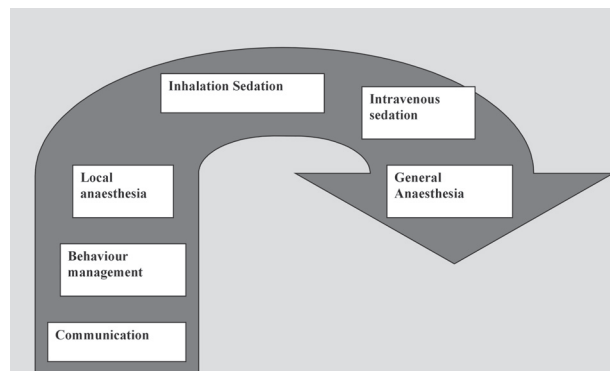 Inhalation Sedation
Intravenous
sedation
Local
anaesthesia
General
Anaesthesia
Behaviour
management
Communication